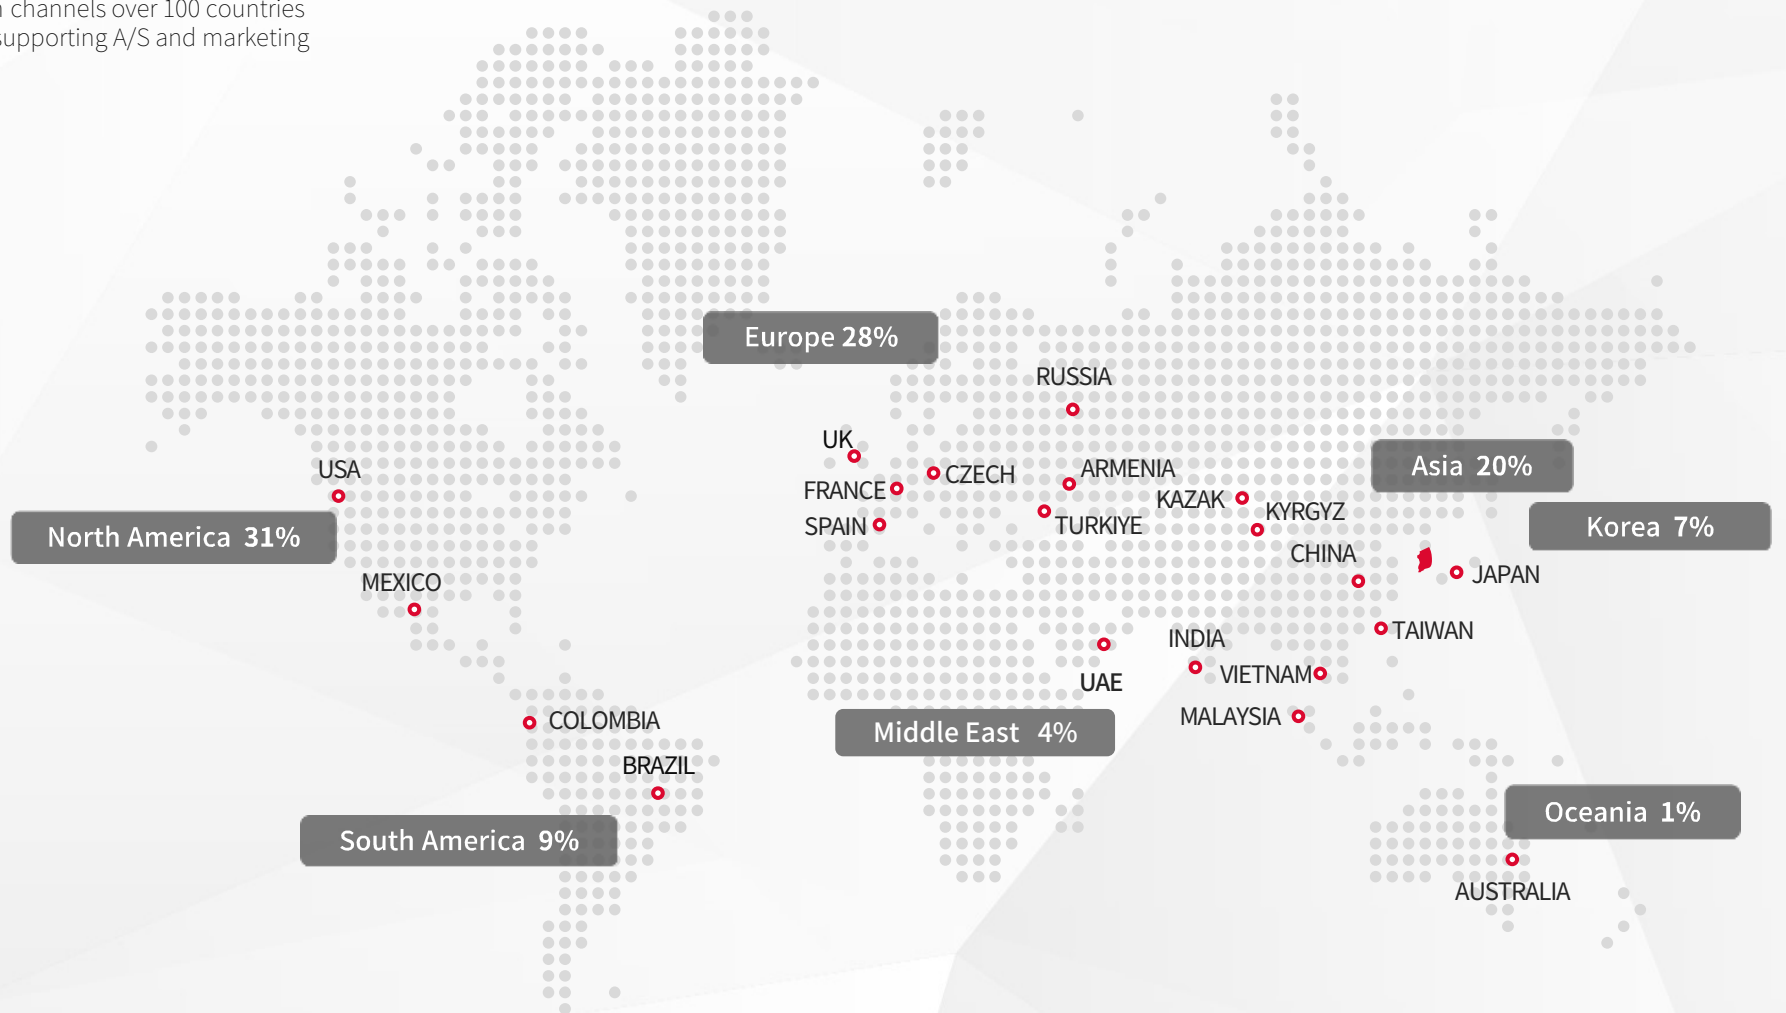 channels over 100 countries
supporting A/S and marketing
Europe 28%
RUSSIA
UK
CZECH
ARMENIA
Asia 20%
USA
FRANCE
KAZAK
KYRGYZ
SPAIN
TURKIYE
Korea 7%
North America 31%
CHINA
JAPAN
MEXICO
TAIWAN
INDIA
VIETNAM
UAE
COLOMBIA
MALAYSIA
Middle East 4%
BRAZIL
Oceania 1%
South America 9%
AUSTRALIA